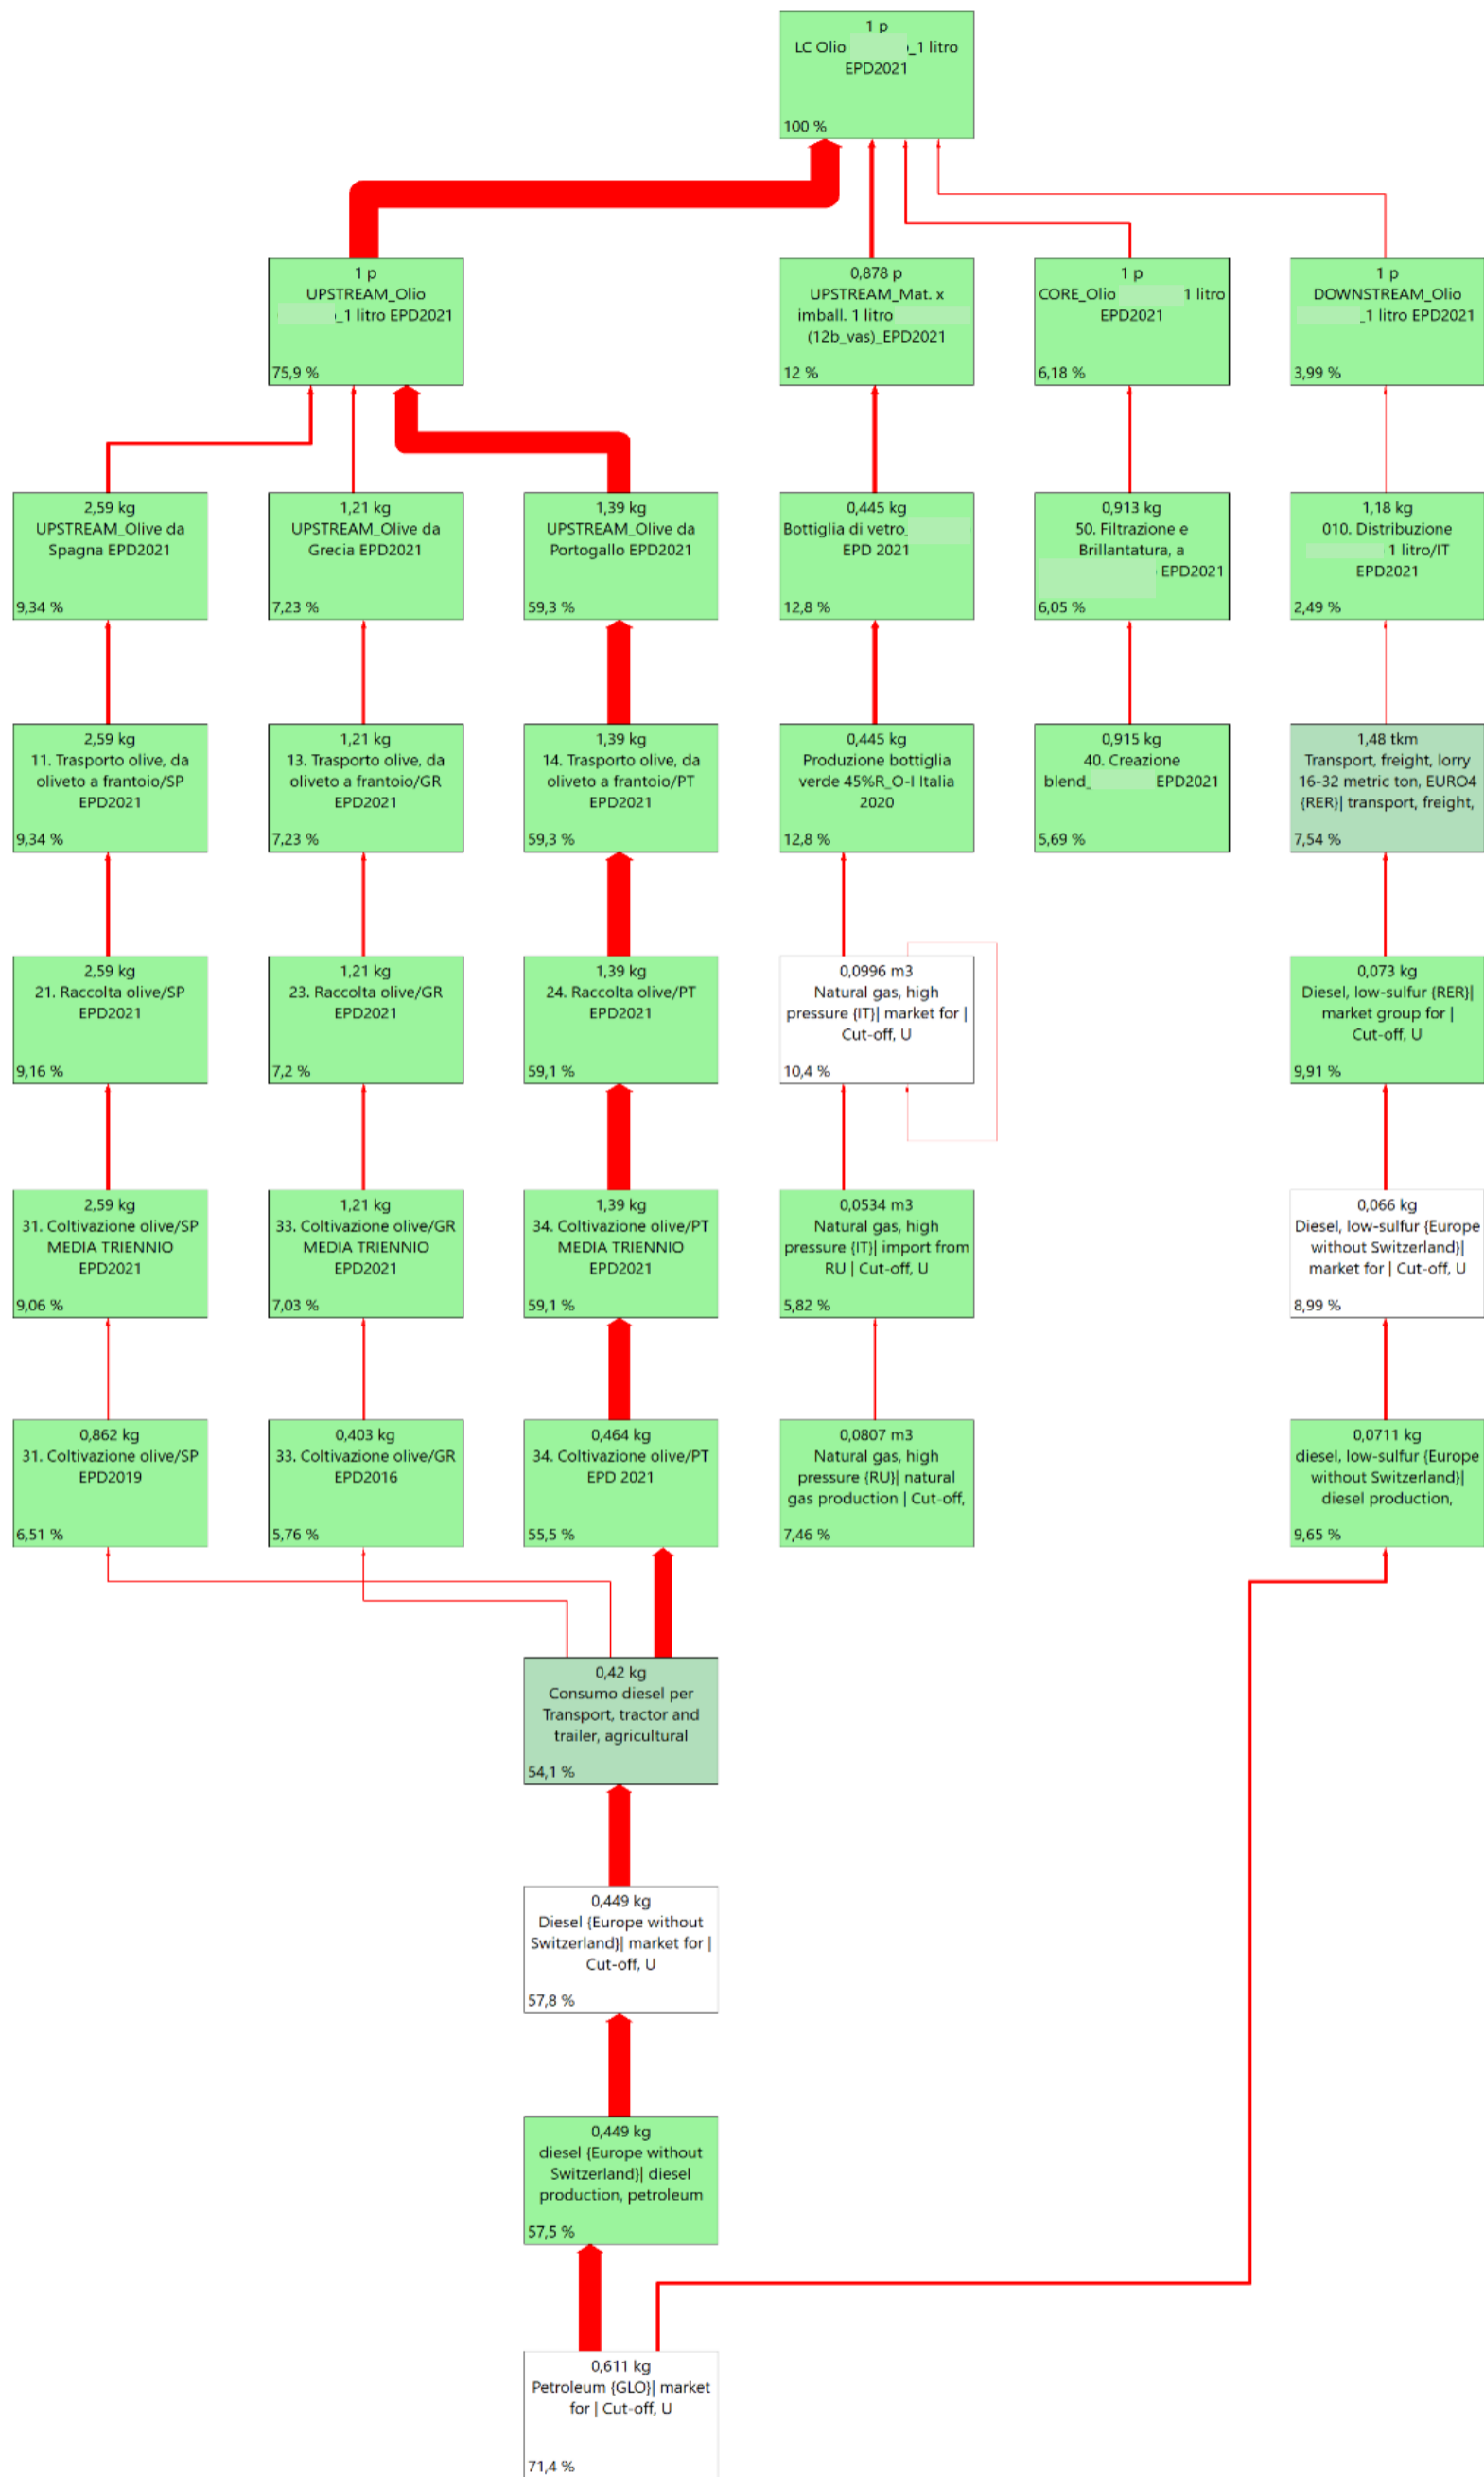 1 p
LC Olio _1 litro
EPD2021
100 %
1 p
UPSTREAM_Olio
_1 litro EPD2021
75,9 %
0,878 p
UPSTREAM_Mat. x
imball. 1 litro
(12b_vas)_EPD2021
12 %
1 p
CORE_Olio 1 litro
EPD2021
6,18 %
1 p
DOWNSTREAM_Olio
_1 litro EPD2021
3,99 %
2,59 kg
UPSTREAM_Olive da
Spagna EPD2021
9,34 %
1,21 kg
UPSTREAM_Olive da
Grecia EPD2021
7,23 %
1,39 kg
UPSTREAM_Olive da
Portogallo EPD2021
59,3 %
0,445 kg
Bottiglia di vetro_
EPD 2021
12,8 %
0,913 kg
50. Filtrazione e
Brillantatura, a
EPD2021
6,05 %
1,18 kg
010. Distribuzione
1 litro/IT
EPD2021
2,49 %
2,59 kg
11. Trasporto olive, da
oliveto a frantoio/SP
EPD2021
9,34 %
1,21 kg
13. Trasporto olive, da
oliveto a frantoio/GR
EPD2021
7,23 %
1,39 kg
14. Trasporto olive, da
oliveto a frantoio/PT
EPD2021
59,3 %
0,445 kg
Produzione bottiglia
verde 45%R_O-I Italia
2020
12,8 %
0,915 kg
40. Creazione
blend_ EPD2021
5,69 %
1,48 tkm
Transport, freight, lorry
16-32 metric ton, EURO4
{RER}| transport, freight,
7,54 %
2,59 kg
21. Raccolta olive/SP
EPD2021
9,16 %
1,21 kg
23. Raccolta olive/GR
EPD2021
7,2 %
1,39 kg
24. Raccolta olive/PT
EPD2021
59,1 %
0,0996 m3
Natural gas, high
pressure {IT}| market for |
Cut-off, U
10,4 %
0,073 kg
Diesel, low-sulfur {RER}|
market group for |
Cut-off, U
9,91 %
2,59 kg
31. Coltivazione olive/SP
MEDIA TRIENNIO
EPD2021
9,06 %
1,21 kg
33. Coltivazione olive/GR
MEDIA TRIENNIO
EPD2021
7,03 %
1,39 kg
34. Coltivazione olive/PT
MEDIA TRIENNIO
EPD2021
59,1 %
0,0534 m3
Natural gas, high
pressure {IT}| import from
RU | Cut-off, U
5,82 %
0,066 kg
Diesel, low-sulfur {Europe
without Switzerland}|
market for | Cut-off, U
8,99 %
0,862 kg
31. Coltivazione olive/SP
EPD2019
6,51 %
0,403 kg
33. Coltivazione olive/GR
EPD2016
5,76 %
0,464 kg
34. Coltivazione olive/PT
EPD 2021
55,5 %
0,0807 m3
Natural gas, high
pressure {RU}| natural
gas production | Cut-off,
7,46 %
0,0711 kg
diesel, low-sulfur {Europe
without Switzerland}|
diesel production,
9,65 %
0,42 kg
Consumo diesel per
Transport, tractor and
trailer, agricultural
54,1 %
0,449 kg
Diesel {Europe without
Switzerland}| market for |
Cut-off, U
57,8 %
0,449 kg
diesel {Europe without
Switzerland}| diesel
production, petroleum
57,5 %
0,611 kg
Petroleum {GLO}| market
for | Cut-off, U
71,4 %